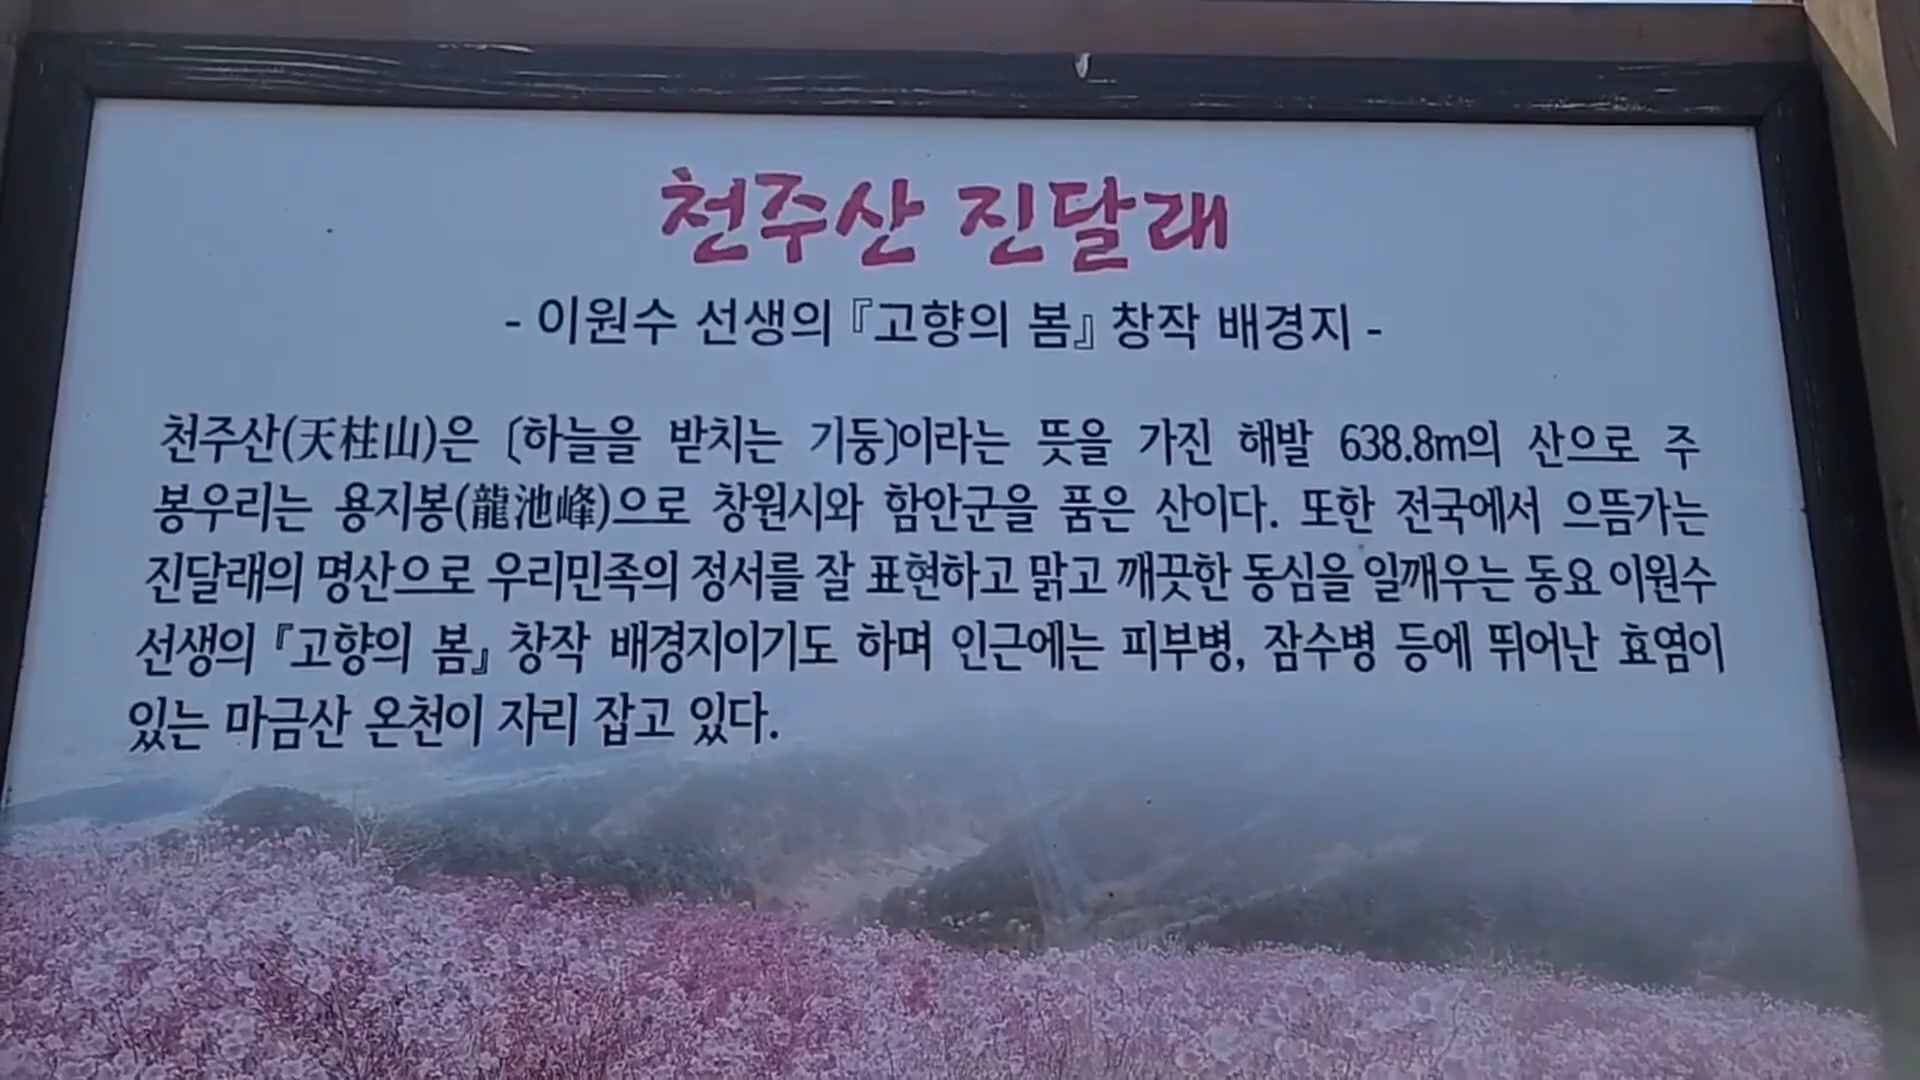 천주산 진달래
- 이원수 선생의 『고향의 봄』 창작 배경지 -
천주산(天柱山)은 〔하늘을 받치는 기둥〕이라는 뜻을 가진 해발 638.8m의 산으로 주
봉우리는 용지봉(龍池峰)으로 창원시와 함안군을 품은 산이다. 또한 전국에서 으뜸가는
진달래의 명산으로 우리민족의 정서를 잘 표현하고 맑고 깨끗한 동심을 일깨우는 동요 이원수
선생의 『고향의 봄』 창작 배경지이기도 하며 인근에는 피부병, 잠수병 등에 뛰어난 효염이
있는 마금산 온천이 자리 잡고 있다.